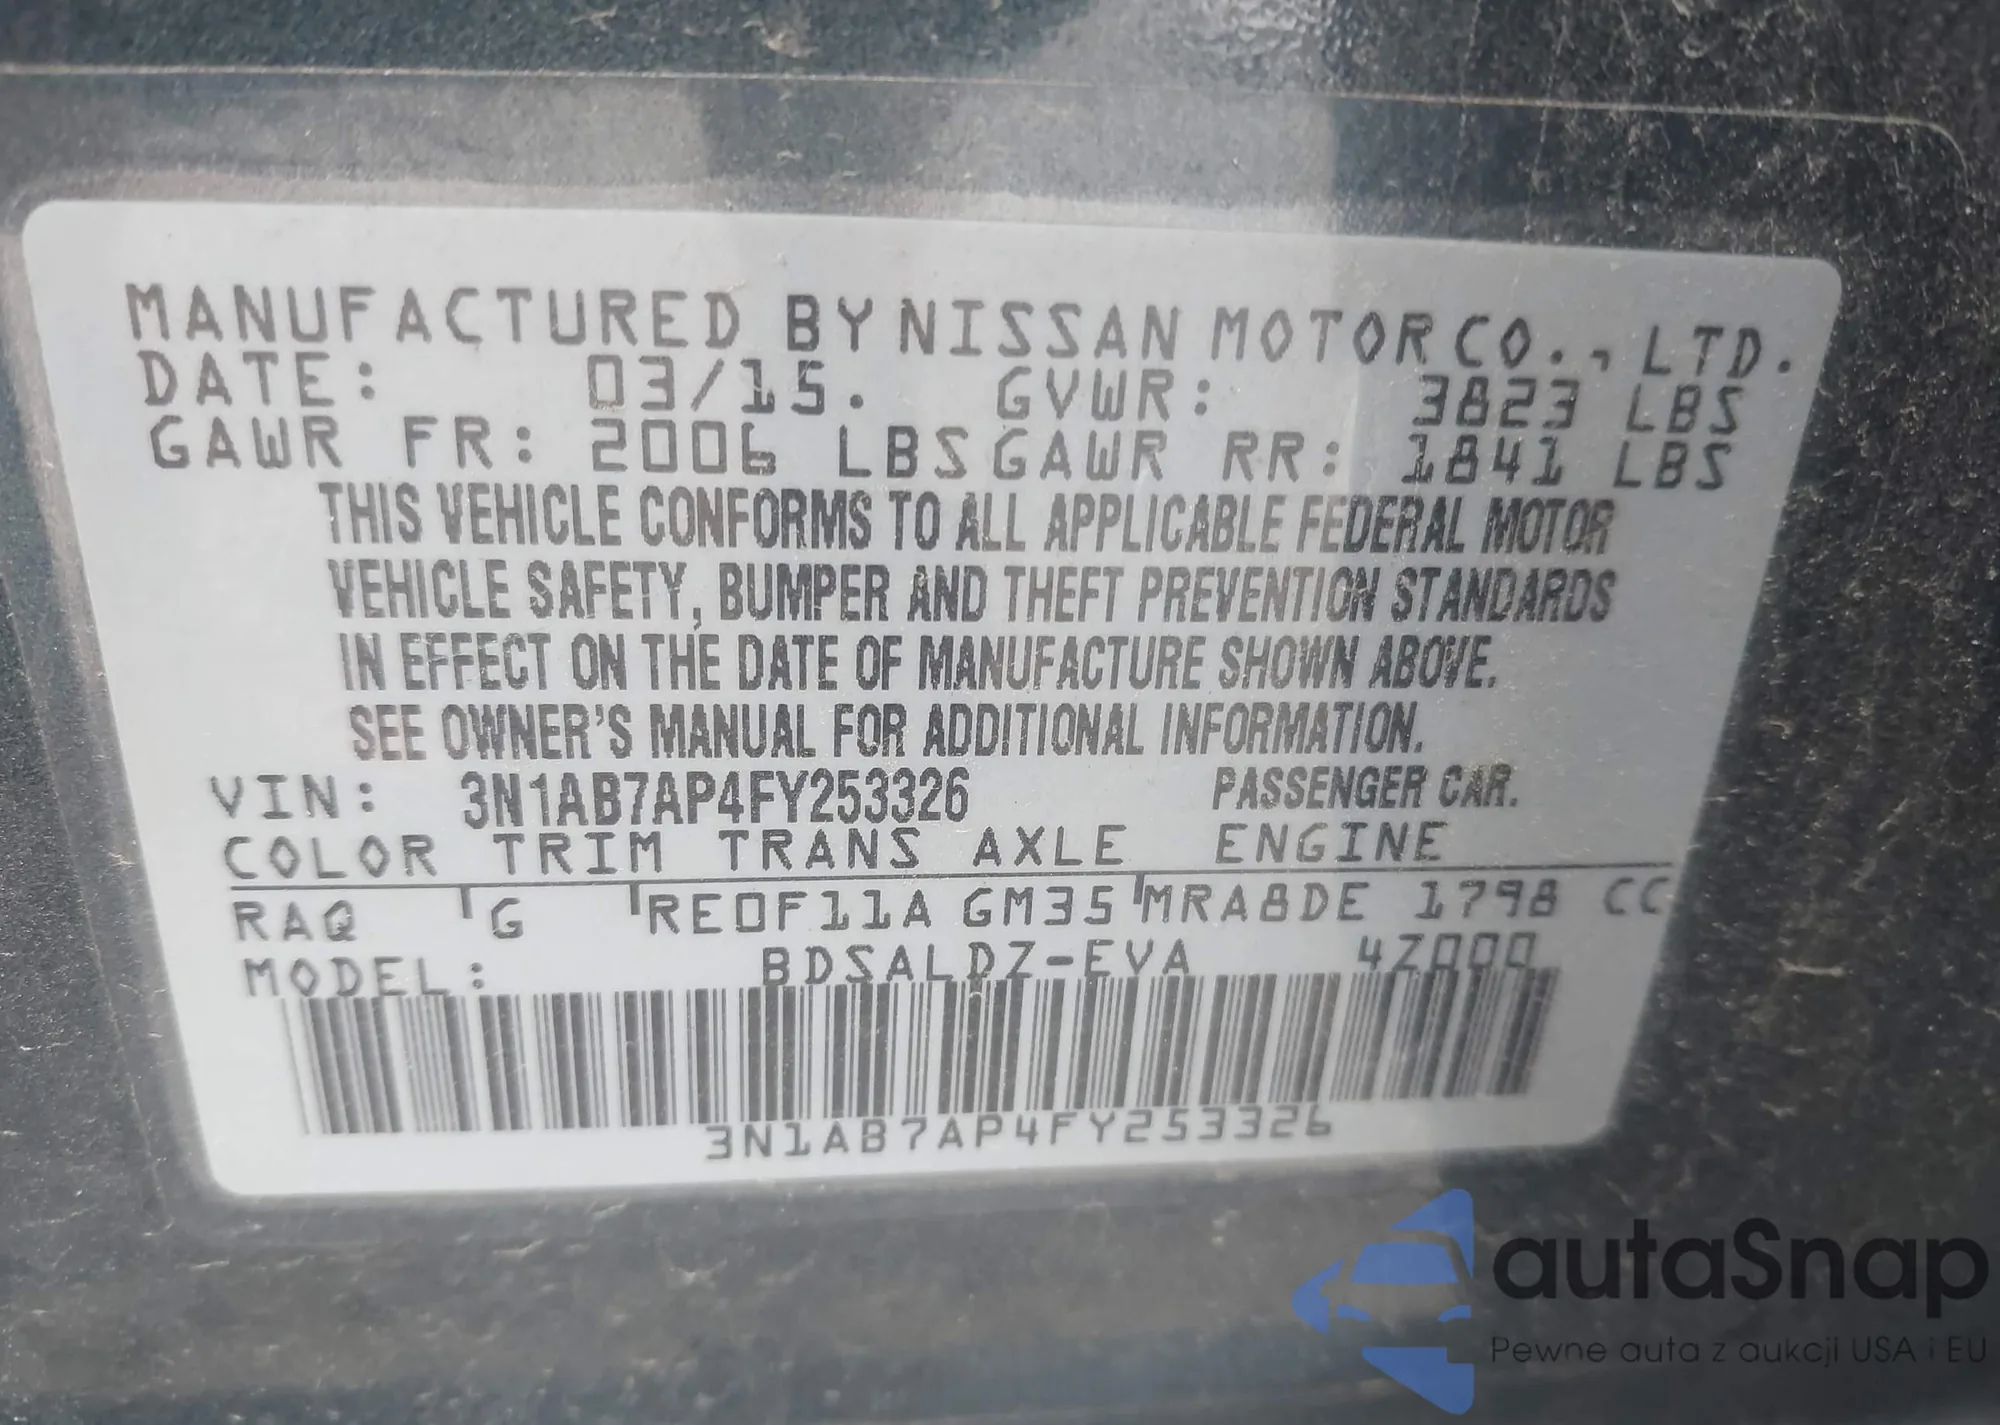 MANUFACTURED BY NISSAN MOTOR CO., LTD.
DATE: 03/15. GVWR: 3823 LBS
GAWR FR: 2006 LBS GAWR RR: 1841 LBS
THIS VEHICLE CONFORMS TO ALL APPLICABLE FEDERAL MOTOR
VEHICLE SAFETY, BUMPER AND THEFT PREVENTION STANDARDS
IN EFFECT ON THE DATE OF MANUFACTURE SHOWN ABOVE.
SEE OWNER'S MANUAL FOR ADDITIONAL INFORMATION.
VIN: 3N1AB7AP4FY253326 PASSENGER CAR.
COLOR TRIM TRANS AXLE ENGINE
RAQ G RE0F11A GM35 MRA8DE 1798 CC
MODEL: BDSALDZ-EVA 4Z000
3N1AB7AP4FY253326
autaSnap
Pewne auta z aukcji USA i EU